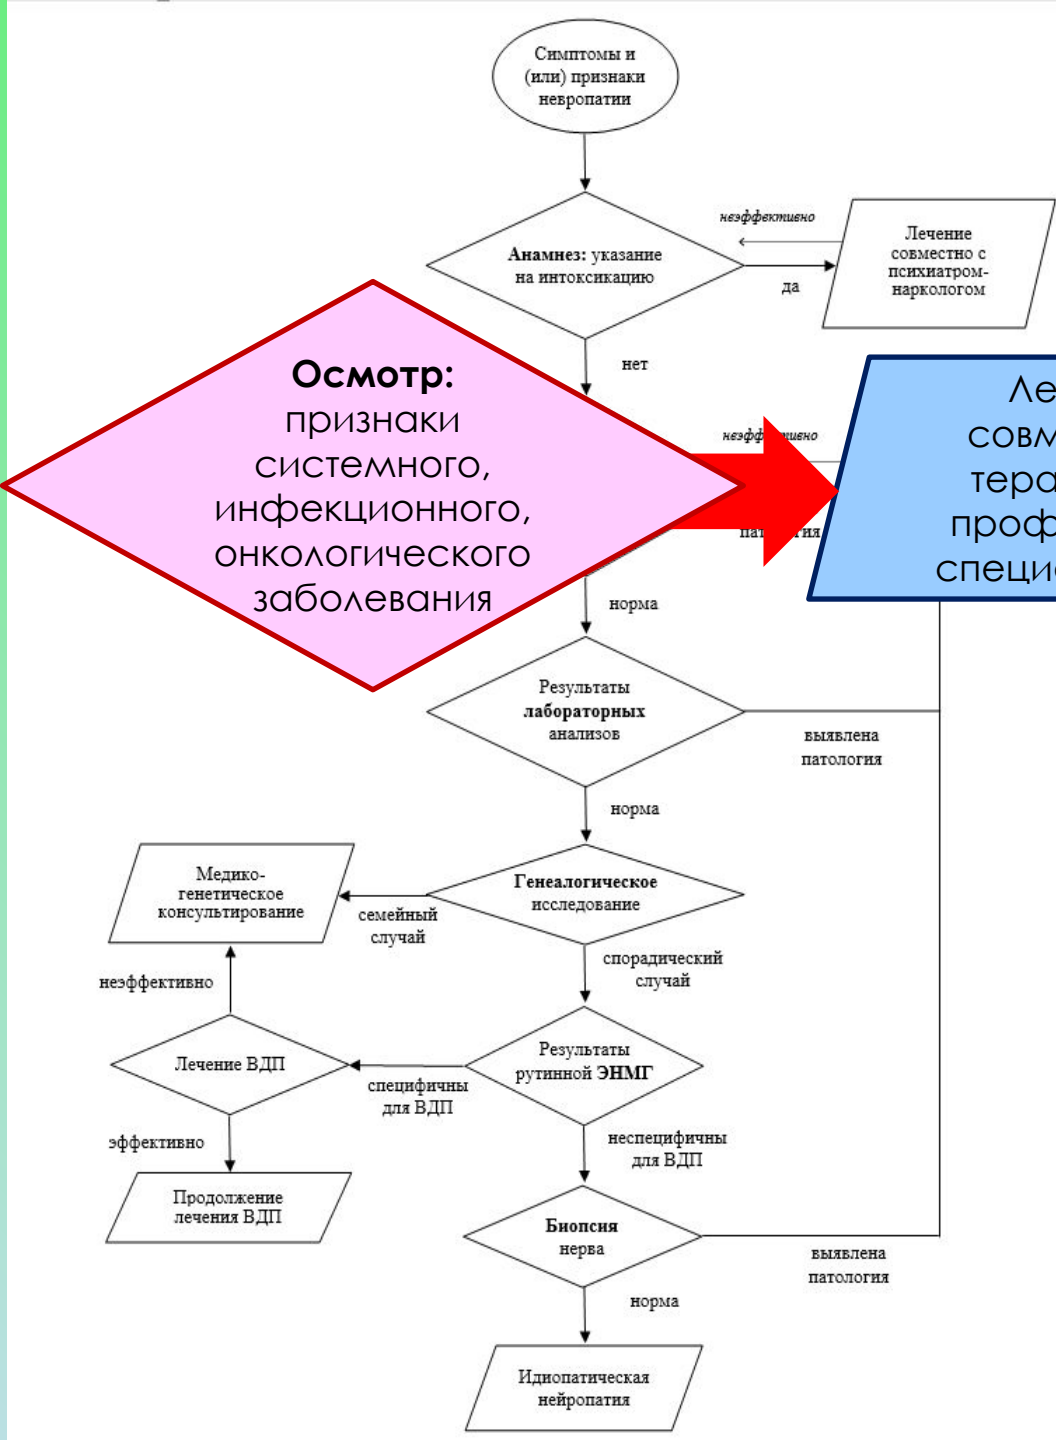 Симптомы и
(или) признаки
невропатии
неэффективно
Анамнез: указание
на интоксикацию
да
Лечение
совместно с
психиатром-
наркологом
нет
Осмотр:
признаки
системного,
инфекционного,
онкологического
заболевания
норма
Результаты
лабораторных
анализов
выявлена
патология
норма
Генеалогическое
исследование
семейный
случай
Медико-
генетическое
консультирование
спорадический
случай
неэффективно
Лечение ВДП
специфичны
для ВДП
Результаты
рутинной ЭНМГ
эффективно
Продолжение
лечения ВДП
неспецифичны
для ВДП
Биопсия
нерва
выявлена
патология
норма
Идиопатическая
нейропатия